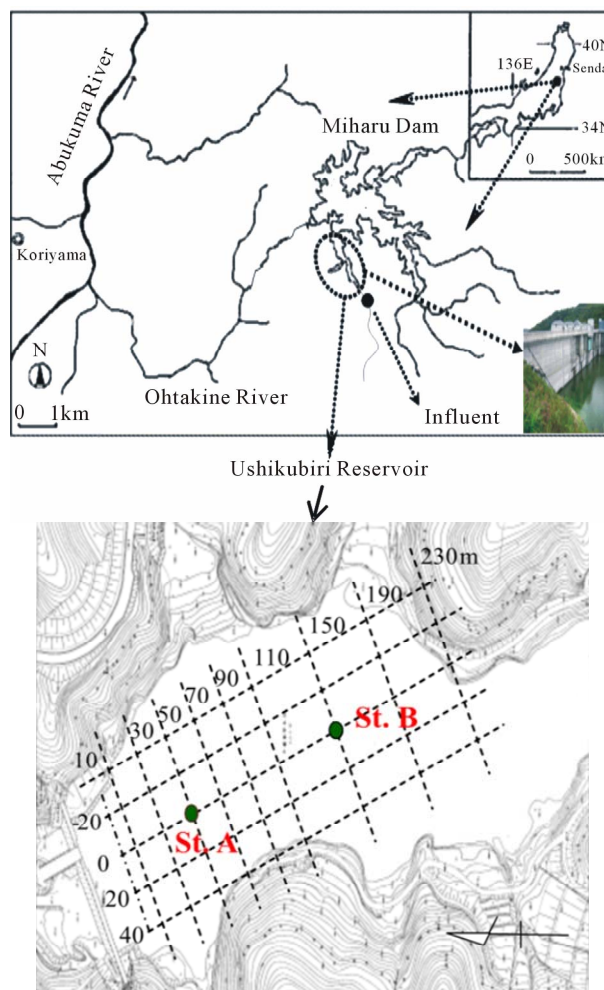 40N
136E
Sendai
Abukuma River
Miharu Dam
34N
0 500km
Koriyama
N
Ohtakine River
0 1km
Influent
Ushikubiri Reservoir
230m
190
150
110
90
70
50
30
10
St. B
-20
St. A
0
20
40